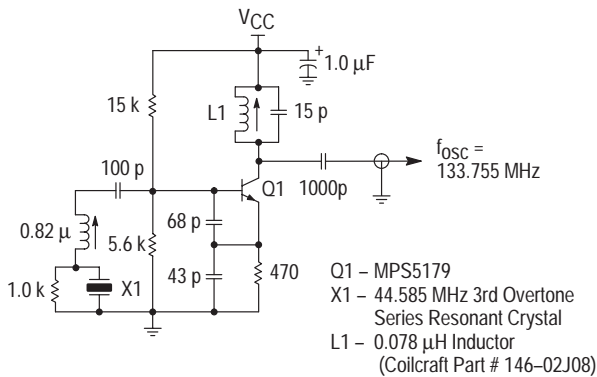 VCC
+
1.0 µF
15 k
L1
15 p
fosc =
133.755 MHz
100 p
Q1
1000p
0.82 µ
68 p
5.6 k
43 p
470
1.0 k
X1
Q1 – MPS5179
X1 – 44.585 MHz 3rd Overtone
Series Resonant Crystal
L1 – 0.078 µH Inductor
(Coilcraft Part # 146–02J08)